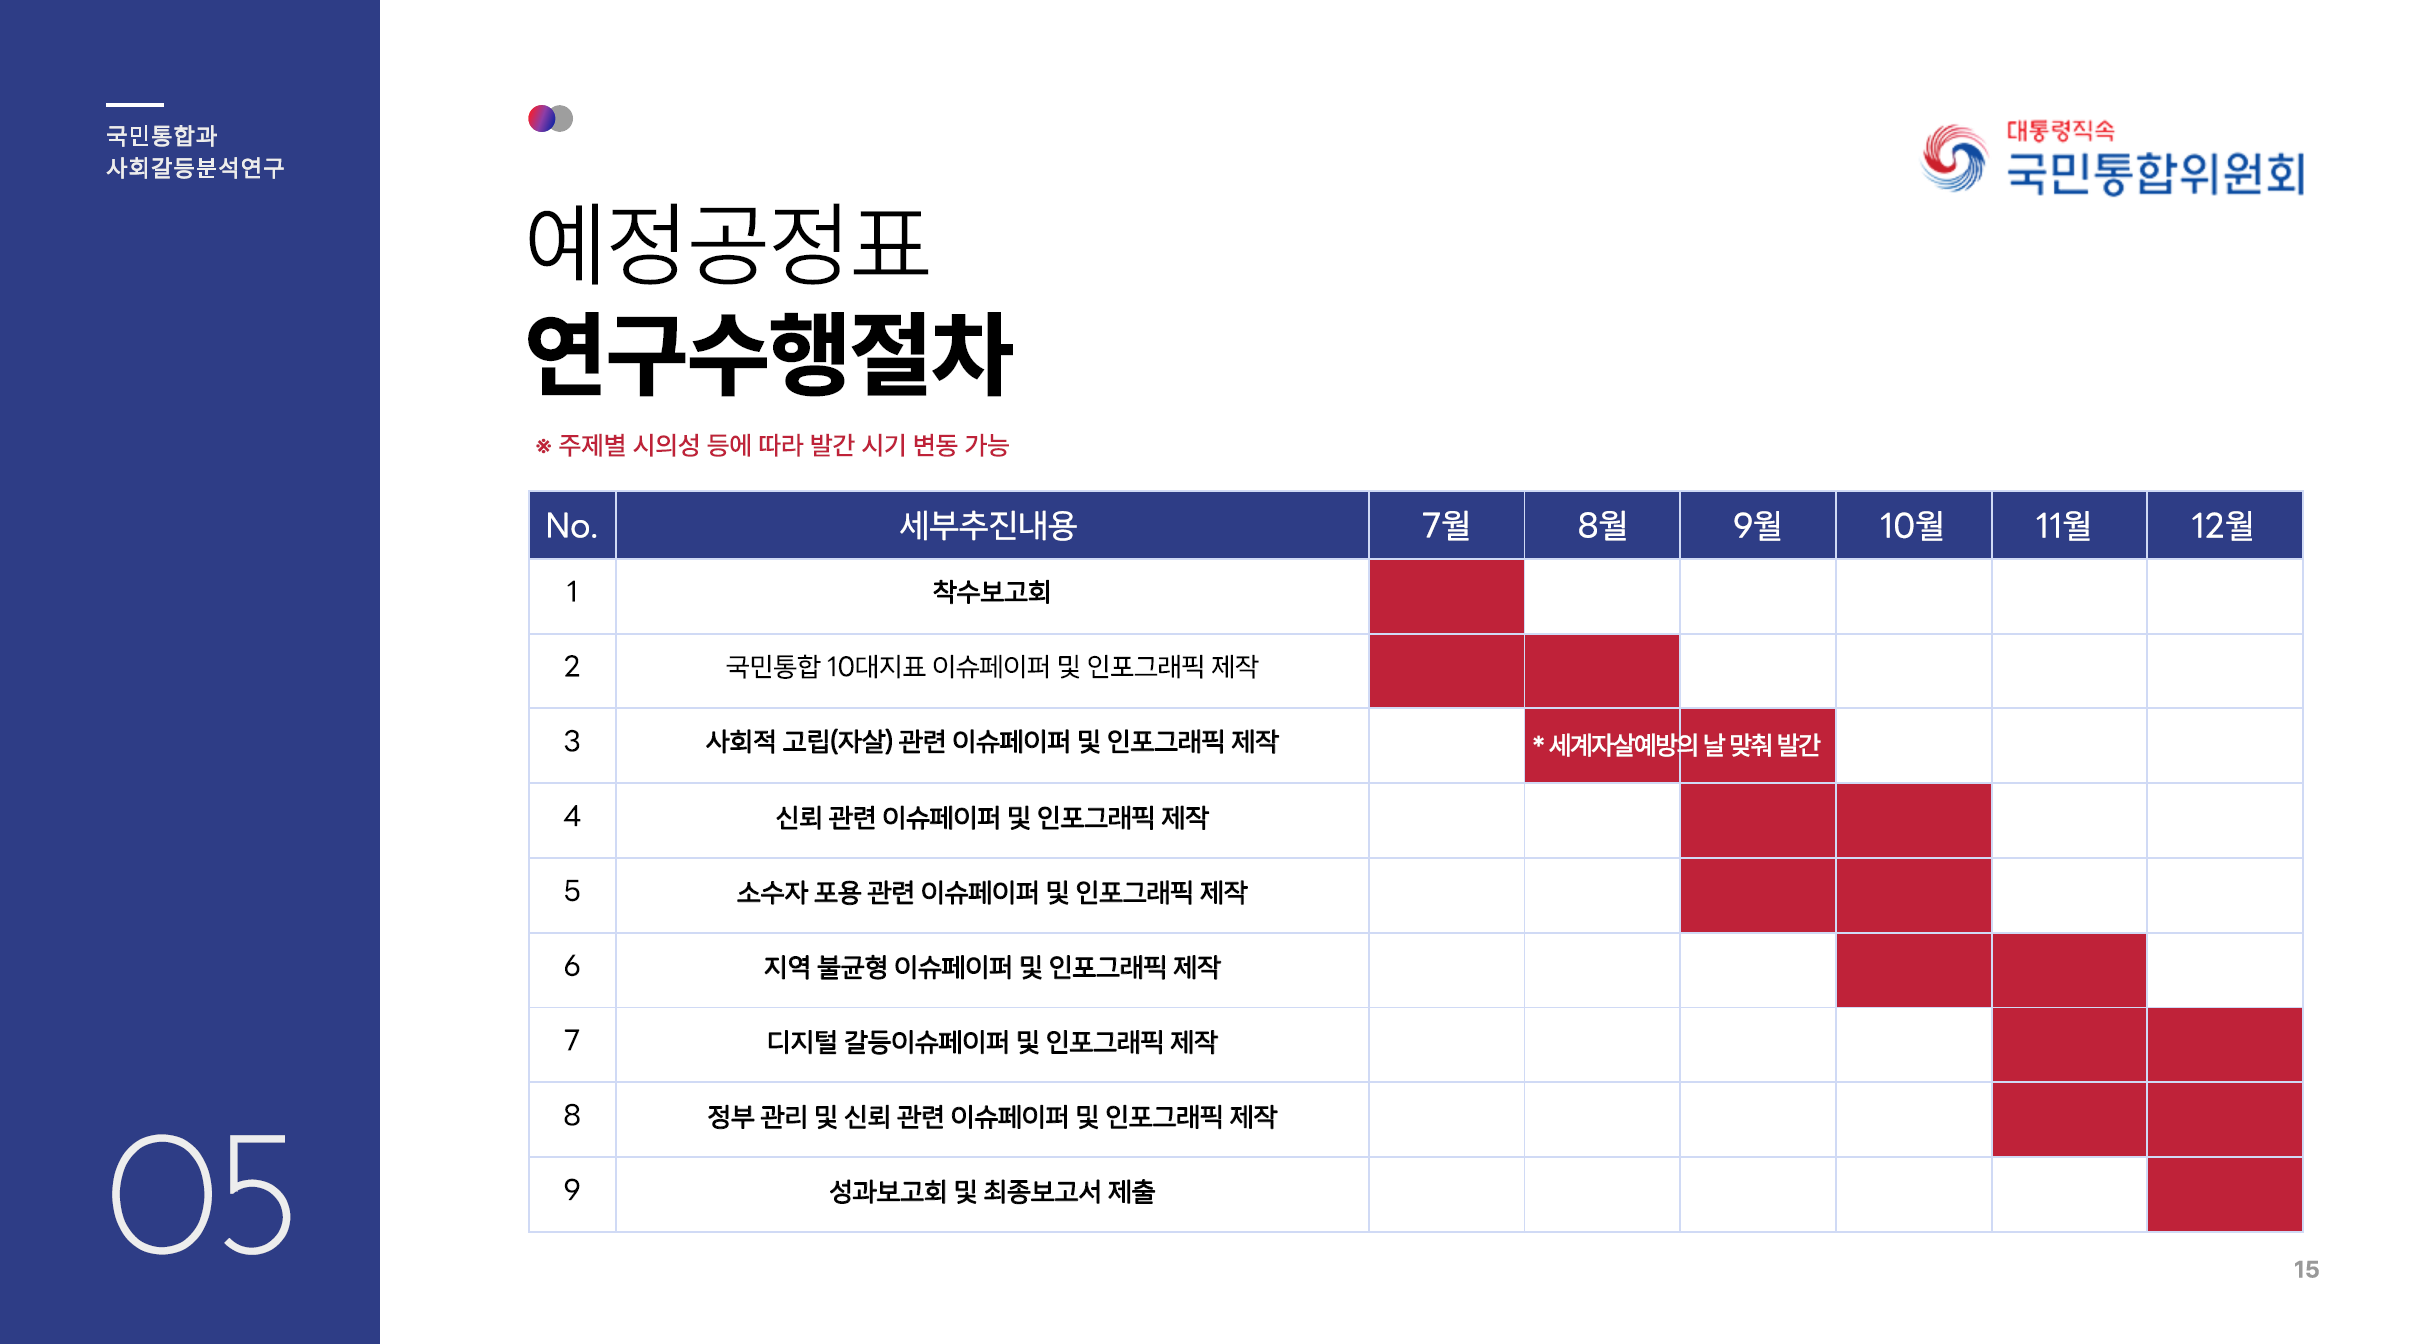 국민통합과
사회갈등분석연구
대통령직속
국민통합위원회
예정공정표
연구수행절차
※ 주제별 시의성 등에 따라 발간 시기 변동 가능
No. 세부추진내용 7월 8월 9월 10월 11월 12월
1 착수보고회
2 국민통합 10대지표 이슈페이퍼 및 인포그래픽 제작
3 사회적 고립(자살) 관련 이슈페이퍼 및 인포그래픽 제작 * 세계자살예방의 날 맞춰 발간
4 신뢰 관련 이슈페이퍼 및 인포그래픽 제작
5 소수자 포용 관련 이슈페이퍼 및 인포그래픽 제작
6 지역 불균형 이슈페이퍼 및 인포그래픽 제작
7 디지털 갈등이슈페이퍼 및 인포그래픽 제작
8 정부 관리 및 신뢰 관련 이슈페이퍼 및 인포그래픽 제작
9 성과보고회 및 최종보고서 제출
05
15